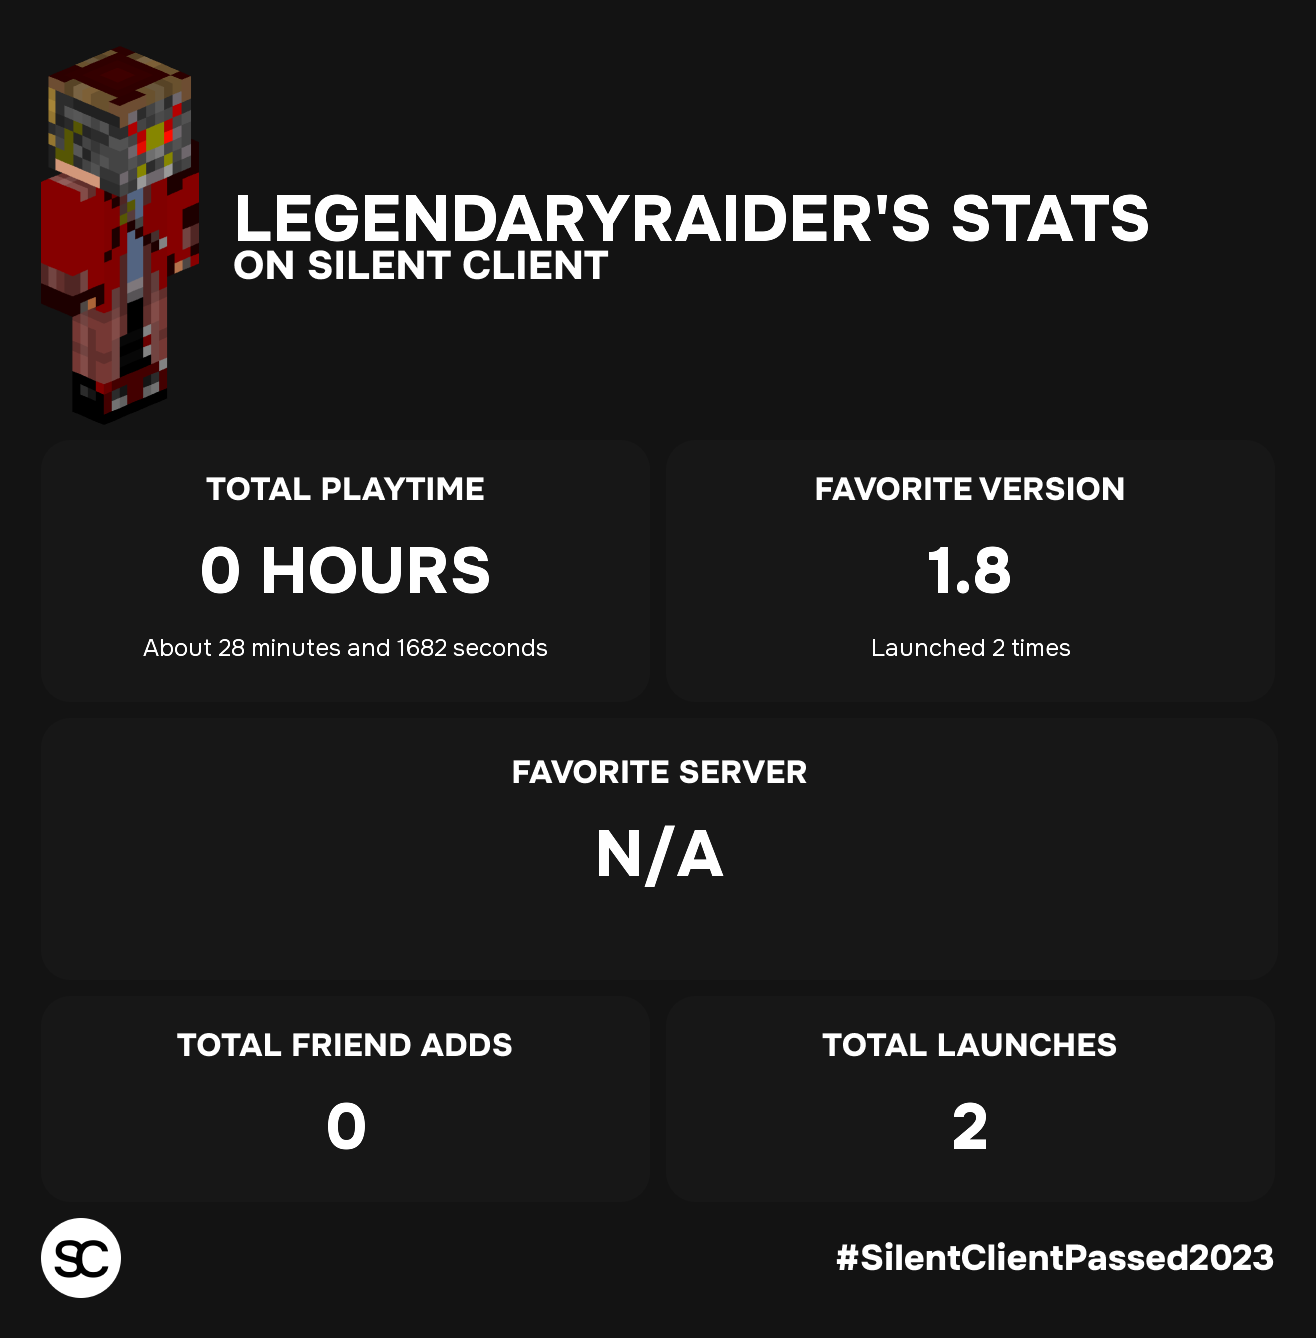 LEGENDARYRAIDER'S STATS
ON SILENT CLIENT
TOTAL PLAYTIME
0 HOURS
About 28 minutes and 1682 seconds
FAVORITE VERSION
1.8
Launched 2 times
FAVORITE SERVER
N/A
TOTAL FRIEND ADDS
0
TOTAL LAUNCHES
2
SC
#SilentClientPassed2023